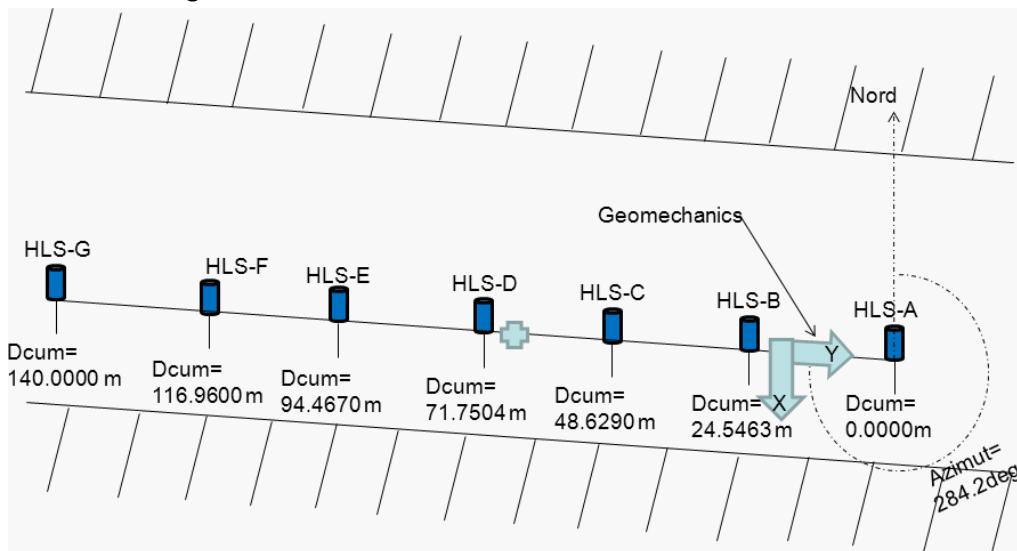 Nord
Geomechanics
HLS-G
HLS-F
HLS-E
HLS-D
HLS-C
HLS-B
HLS-A
Y
X
Dcum=
140.0000 m
Dcum=
116.9600 m
Dcum=
94.4670 m
Dcum=
71.7504 m
Dcum=
48.6290 m
Dcum=
24.5463 m
Dcum=
0.0000m
Azimut=
284.2deg